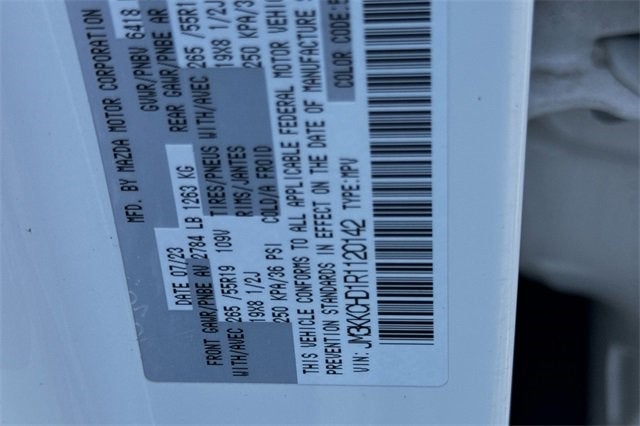 MFD. BY MAZDA MOTOR CORPORATION
DATE 07/23 GVWR/PNBV 6418
FRONT GAWR/PNBE AV 2784 LB 1263 KG REAR GAWR/PNBE AR
WITH/AVEC 265 /55R19 109V TIRES/PNEUS WITH/AVEC 265 /55R1
19X8 1/2J RIMS/JANTES 19X8 1/2J
250 KPA/36 PSI COLD/A FROID 250 KPA/3
THIS VEHICLE CONFORMS TO ALL APPLICABLE FEDERAL MOTOR VEHI
PREVENTION STANDARDS IN EFFECT ON THE DATE OF MANUFACTURE S
VIN: JM3KKCHD1R1120142 TYPE: MPV COLOR CODE: